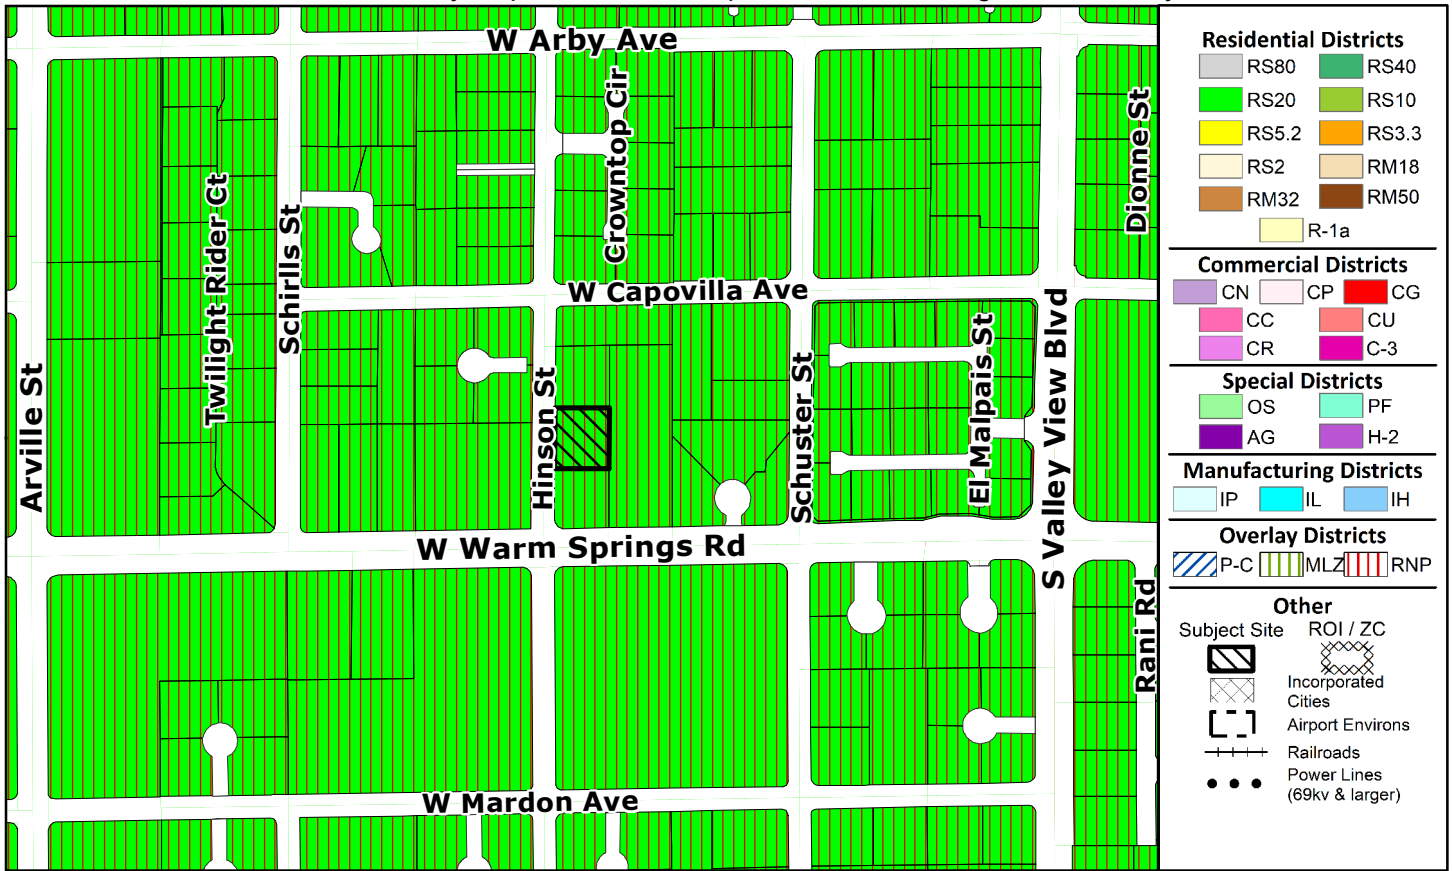 W Arby Ave
Crowntop Cir
Dionne St
Twilight Rider Ct
Schirlls St
W Capovilla Ave
Arville St
Hinson St
Schuster St
El Malpais St
S Valley View Blvd
W Warm Springs Rd
Rani Rd
W Mardon Ave
Residential Districts
RS80 RS40
RS20 RS10
RS5.2 RS3.3
RS2 RM18
RM32 RM50
R-1a
Commercial Districts
CN CP CG
CC CU
CR C-3
Special Districts
OS PF
AG H-2
Manufacturing Districts
IP IL IH
Overlay Districts
P-C MLZ RNP
Other
Subject Site ROI / ZC
Incorporated
Cities
Airport Environs
Railroads
Power Lines
(69kv & larger)